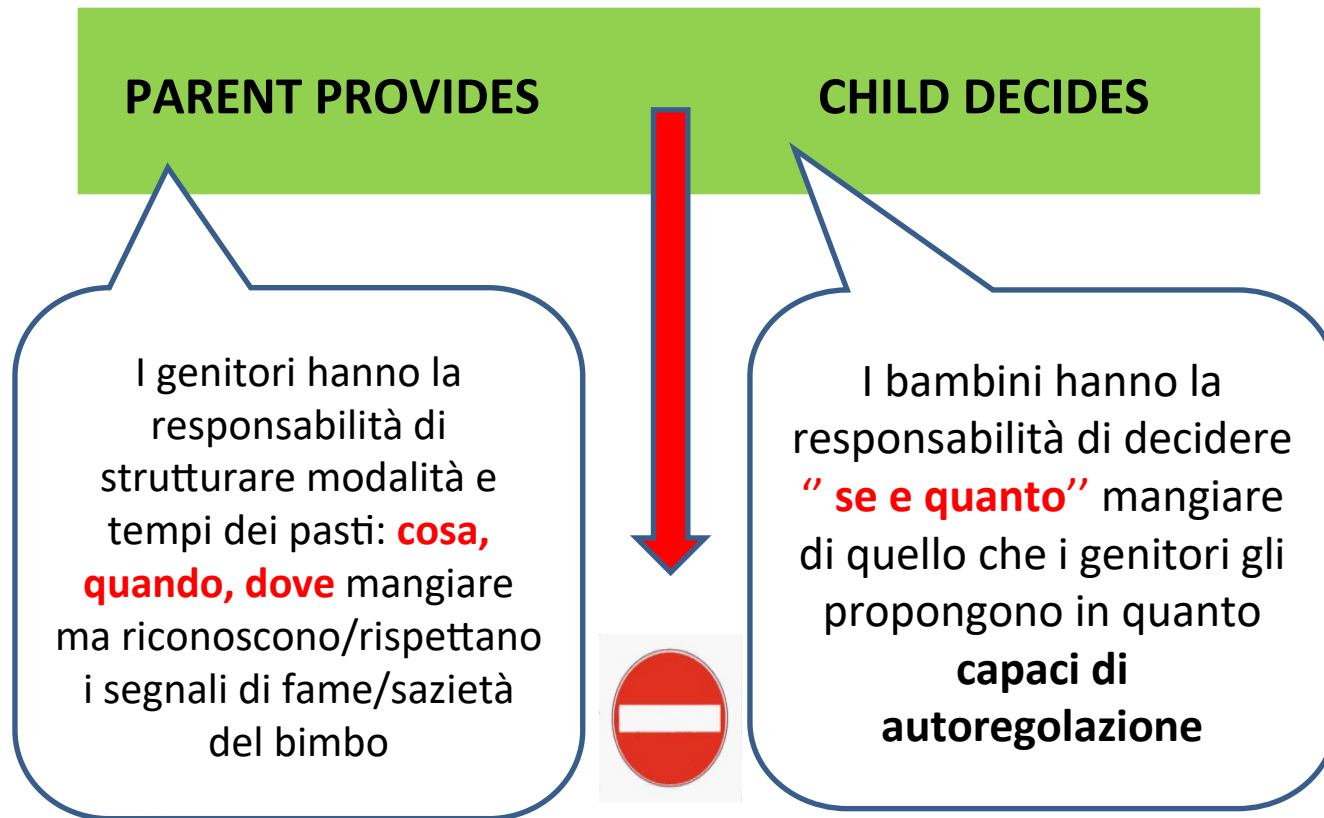 PARENT PROVIDES
CHILD DECIDES
I genitori hanno la
responsabilità di
strutturare modalità e
tempi dei pasti: cosa,
quando, dove mangiare
ma riconoscono/rispettano
i segnali di fame/sazietà
del bimbo
I bambini hanno la
responsabilità di decidere
‘’ se e quanto’’ mangiare
di quello che i genitori gli
propongono in quanto
capaci di
autoregolazione